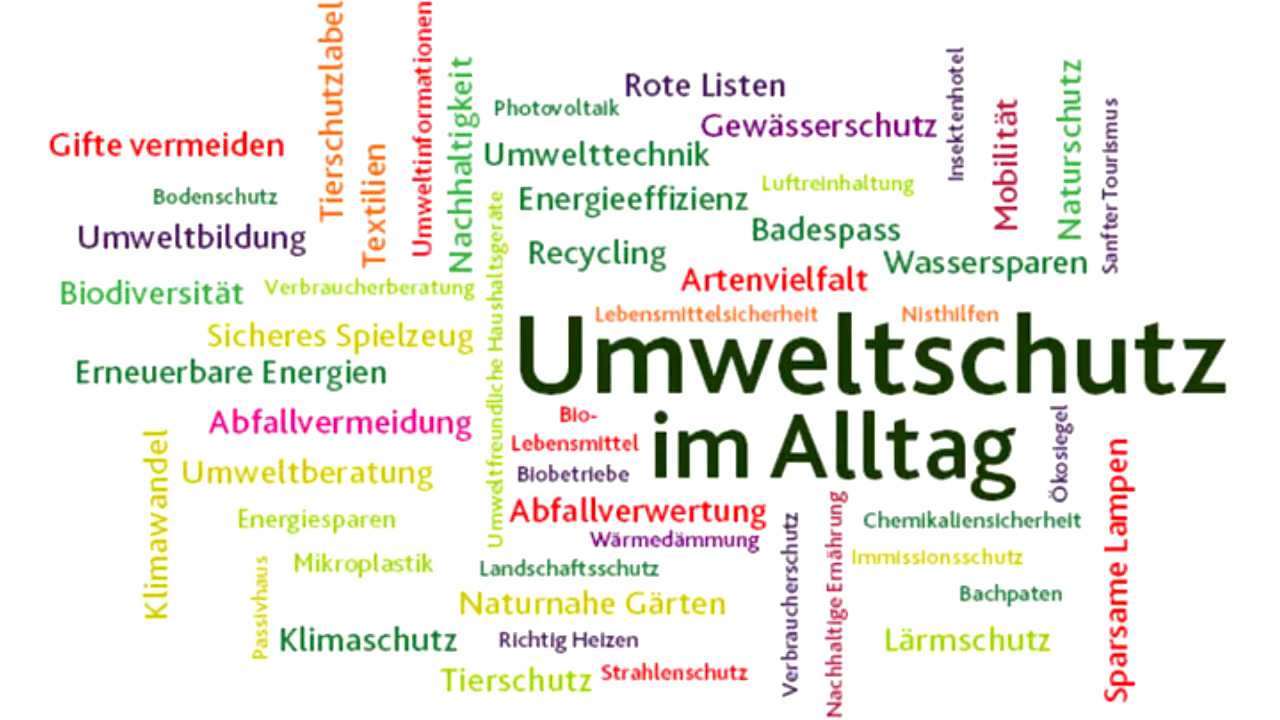 Tierschutzlabel
Umweltinformationen
Rote Listen
Insektenhotel
Nachhaltigkeit
Photovoltaik
Mobilität
Naturschutz
Sanfter Tourismus
Gewässerschutz
Gifte vermeiden
Textilien
Umwelttechnik
Luftreinhaltung
Bodenschutz
Energieeffizienz
Umweltbildung
Badespass
Recycling
Wassersparen
Artenvielfalt
Biodiversität
Verbraucherberatung
Umweltfreundliche Haushaltsgeräte
Lebensmittelsicherheit
Nisthilfen
Sicheres Spielzeug
Umweltschutz
im Alltag
Erneuerbare Energien
Abfallvermeidung
Bio-
Lebensmittel
Ökosiegel
Klimawandel
Umweltberatung
Biobetriebe
Sparsame Lampen
Abfallverwertung
Energiesparen
Chemikaliensicherheit
Wärmedämmung
Verbraucherschutz
Nachhaltige Ernährung
Immissionsschutz
Mikroplastik
Landschaftsschutz
Passivhaus
Bachpaten
Naturnahe Gärten
Klimaschutz
Richtig Heizen
Lärmschutz
Tierschutz
Strahlenschutz